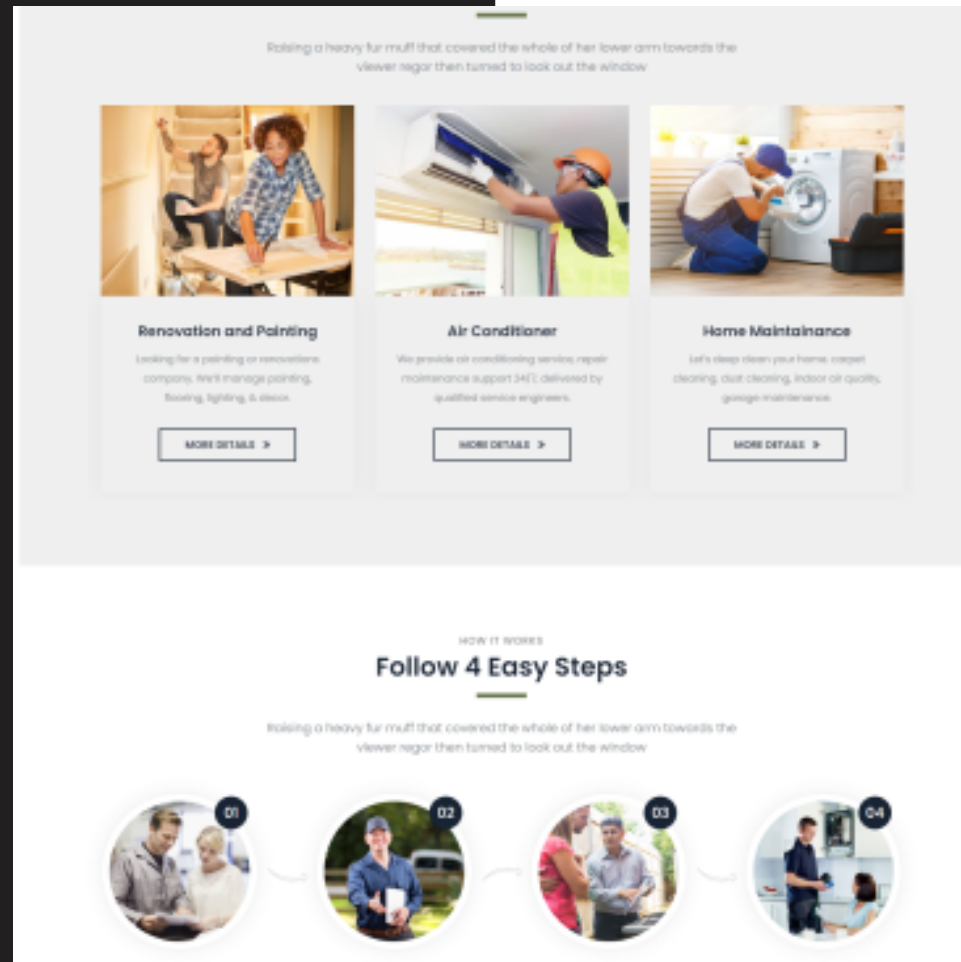 Raising a heavy fur muff that covered the whole of her lower arm towards the
viewer regar then turned to look out the window
Renovation and Painting
Looking for a painting or renovations
company. We'll manage painting,
flooring, lighting, & decor.
MORE DETAILS »
Air Conditioner
We provide air conditioning service, repair
maintenance support 24/7, delivered by
qualified service engineers.
MORE DETAILS »
Home Maintainance
Let's deep clean your home, carpet
cleaning, dust cleaning, indoor air quality,
garage maintenance.
MORE DETAILS »
HOW IT WORKS
Follow 4 Easy Steps
Raising a heavy fur muff that covered the whole of her lower arm towards the
viewer regar then turned to look out the window
01
02
03
04